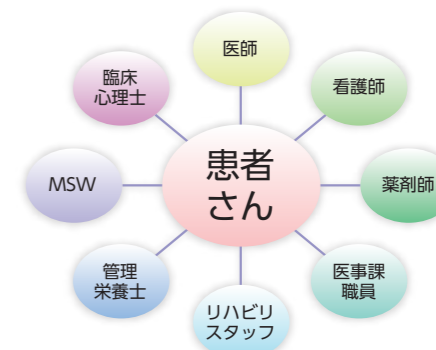 医師
臨床
心理士
看護師
患者
さん
MSW
薬剤師
管理
栄養士
医事課
職員
リハビリ
スタッフ